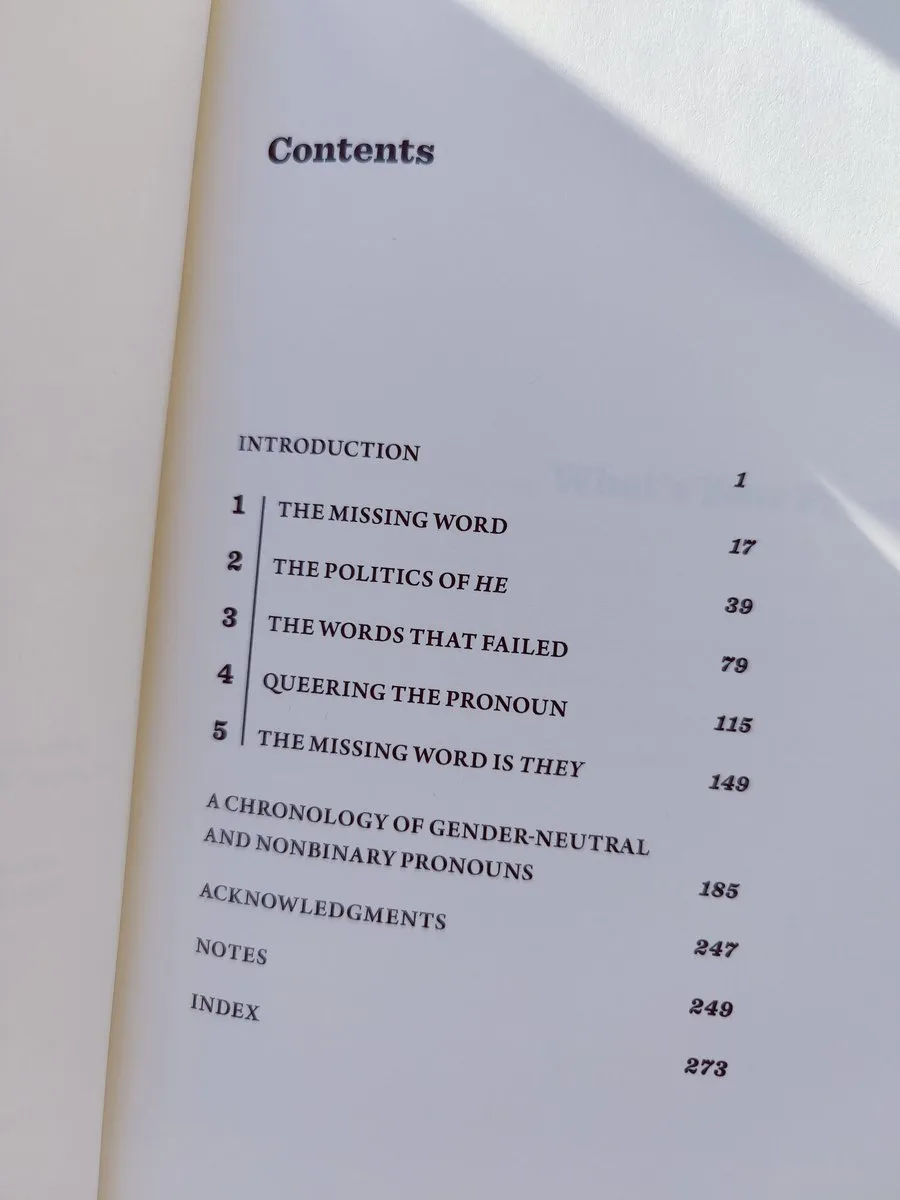 Contents
INTRODUCTION 1
1 THE MISSING WORD 17
2 THE POLITICS OF HE 39
3 THE WORDS THAT FAILED 79
4 QUEERING THE PRONOUN 115
5 THE MISSING WORD IS THEY 149
A CHRONOLOGY OF GENDER-NEUTRAL
AND NONBINARY PRONOUNS 185
ACKNOWLEDGMENTS 247
NOTES 249
INDEX 273